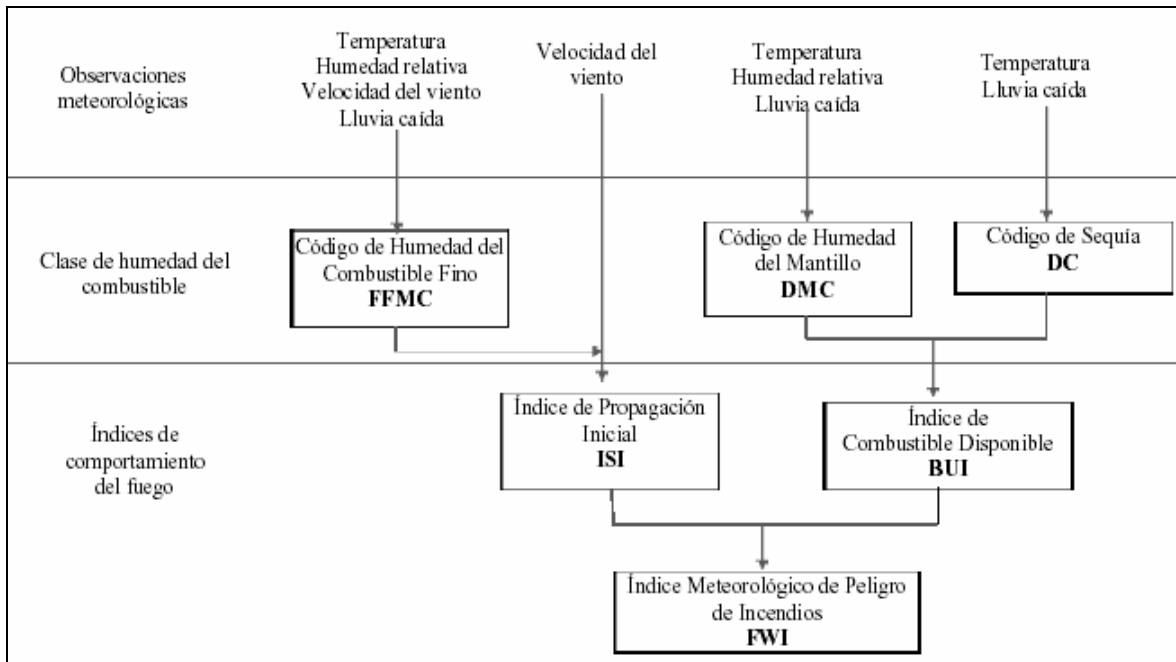 Observaciones
meteorológicas
Temperatura
Humedad relativa
Velocidad del viento
Lluvia caída
Velocidad del
viento
Temperatura
Humedad relativa
Lluvia caída
Temperatura
Lluvia caída
Clase de humedad del
combustible
Código de Humedad del
Combustible Fino
FFMC
Código de Humedad
del Mantillo
DMC
Código de Sequía
DC
Índices de
comportamiento
del fuego
Índice de Propagación
Inicial
ISI
Índice de
Combustible Disponible
BUI
Índice Meteorológico de Peligro
de Incendios
FWI